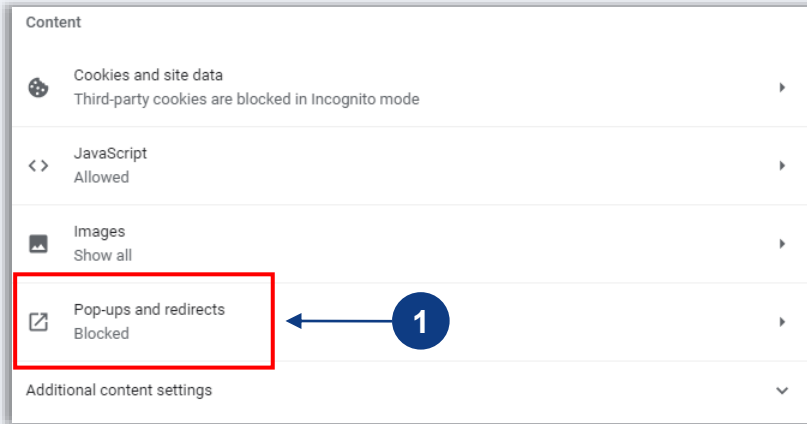 Content
Cookies and site data
Third-party cookies are blocked in Incognito mode
JavaScript
Allowed
Images
Show all
Pop-ups and redirects
Blocked
1
Additional content settings